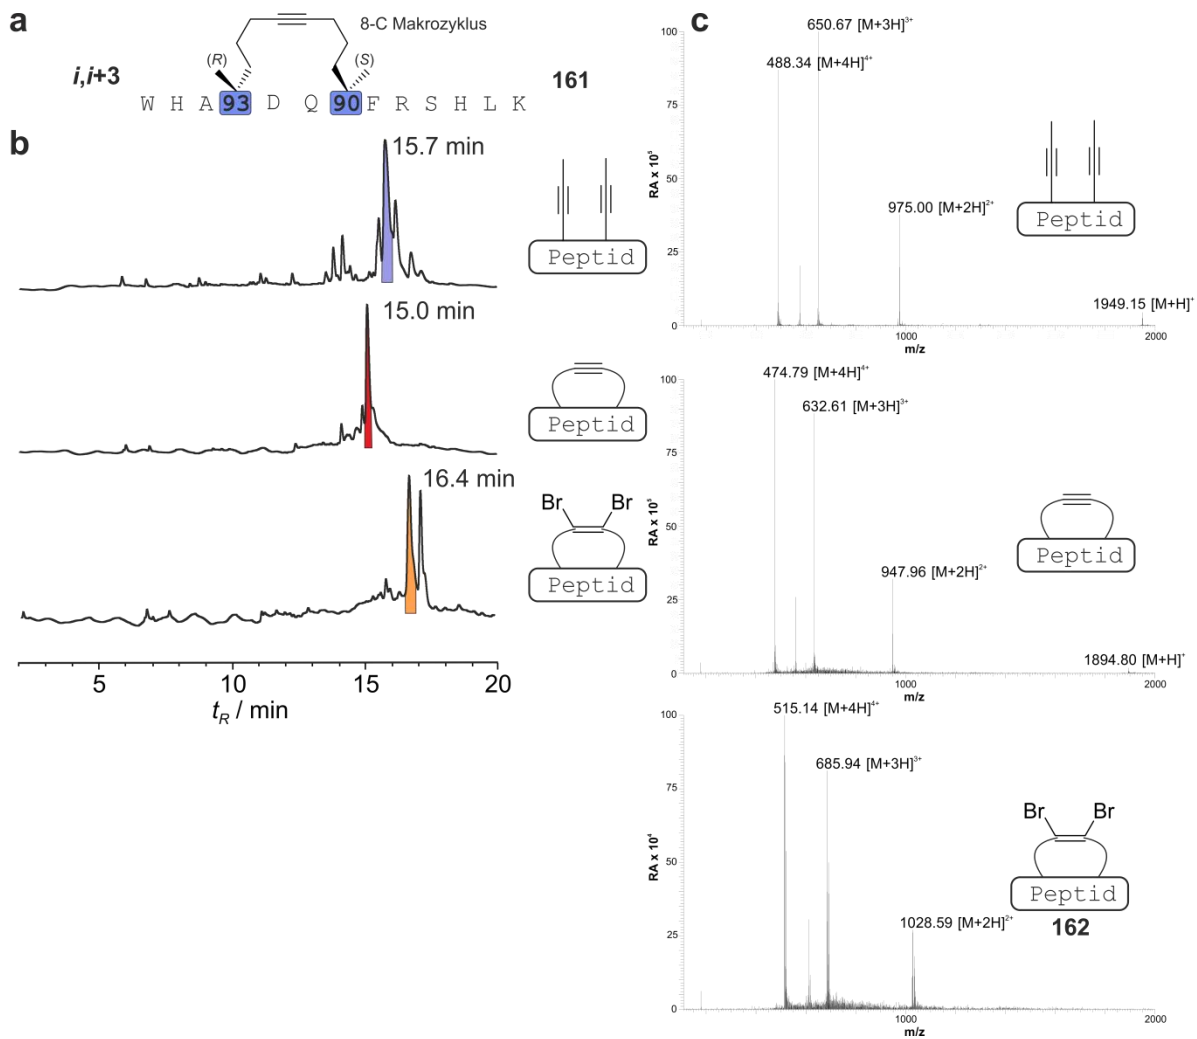 a
8-C Makrozyklus
(R)
(S)
i,i+3
161
W H A 93 D Q 90 F R S H L K
b
15.7 min
Peptid
15.0 min
Peptid
16.4 min
Br Br
Peptid
5 10 15 20
tR / min
c
650.67 [M+3H]3+
488.34 [M+4H]4+
975.00 [M+2H]2+
1949.15 [M+H]+
Peptid
100
75
50
25
0
RA x 10⁵
1000 2000
m/z
474.79 [M+4H]4+
632.61 [M+3H]3+
947.96 [M+2H]2+
1894.80 [M+H]+
Peptid
100
75
50
25
0
RA x 10⁵
1000 2000
m/z
515.14 [M+4H]4+
685.94 [M+3H]3+
1028.59 [M+2H]2+
Br Br
Peptid
162
100
75
50
25
0
RA x 10⁴
1000 2000
m/z